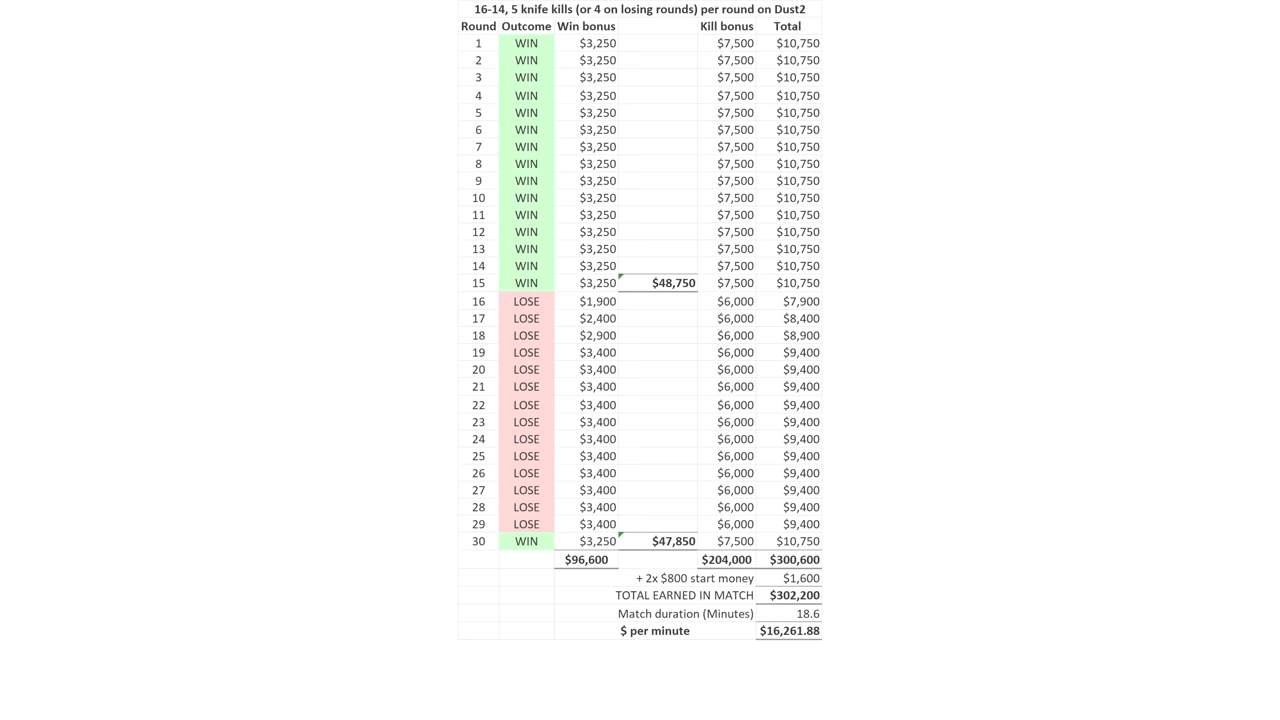 16-14, 5 knife kills (or 4 on losing rounds) per round on Dust2
Round Outcome Win bonus Kill bonus Total
1 WIN $3,250 $7,500 $10,750
2 WIN $3,250 $7,500 $10,750
3 WIN $3,250 $7,500 $10,750
4 WIN $3,250 $7,500 $10,750
5 WIN $3,250 $7,500 $10,750
6 WIN $3,250 $7,500 $10,750
7 WIN $3,250 $7,500 $10,750
8 WIN $3,250 $7,500 $10,750
9 WIN $3,250 $7,500 $10,750
10 WIN $3,250 $7,500 $10,750
11 WIN $3,250 $7,500 $10,750
12 WIN $3,250 $7,500 $10,750
13 WIN $3,250 $7,500 $10,750
14 WIN $3,250 $7,500 $10,750
15 WIN $3,250 $48,750 $7,500 $10,750
16 LOSE $1,900 $6,000 $7,900
17 LOSE $2,400 $6,000 $8,400
18 LOSE $2,900 $6,000 $8,900
19 LOSE $3,400 $6,000 $9,400
20 LOSE $3,400 $6,000 $9,400
21 LOSE $3,400 $6,000 $9,400
22 LOSE $3,400 $6,000 $9,400
23 LOSE $3,400 $6,000 $9,400
24 LOSE $3,400 $6,000 $9,400
25 LOSE $3,400 $6,000 $9,400
26 LOSE $3,400 $6,000 $9,400
27 LOSE $3,400 $6,000 $9,400
28 LOSE $3,400 $6,000 $9,400
29 LOSE $3,400 $6,000 $9,400
30 WIN $3,250 $47,850 $7,500 $10,750
$96,600 $204,000 $300,600
+ 2x $800 start money $1,600
TOTAL EARNED IN MATCH $302,200
Match duration (Minutes) 18.6
$ per minute $16,261.88